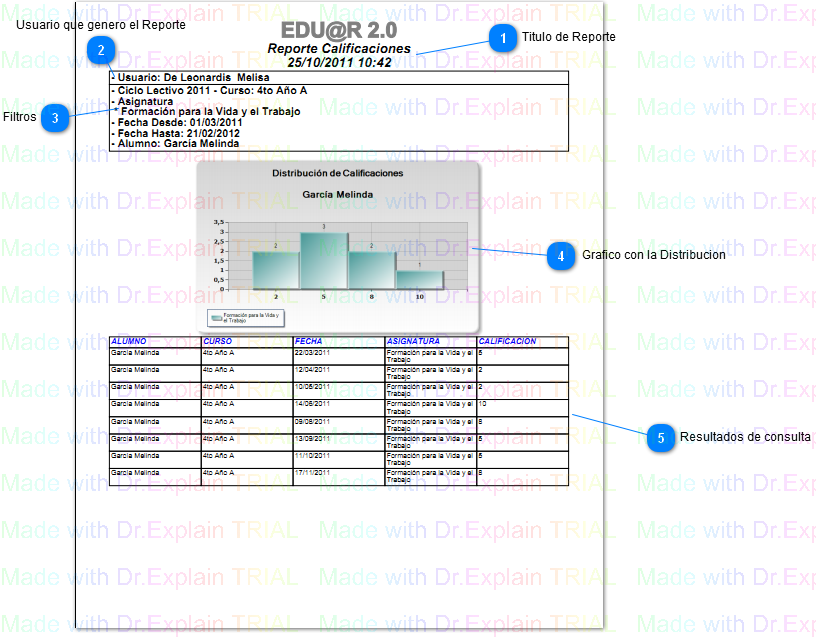 Usuario que genero el Reporte
EDU@R 2.0
Reporte Calificaciones
25/10/2011 10:42
1 Titulo de Reporte
2
- Usuario: De Leonardis Melisa
- Ciclo Lectivo 2011 - Curso: 4to Año A
- Asignatura
* Formación para la Vida y el Trabajo
- Fecha Desde: 01/03/2011
- Fecha Hasta: 21/02/2012
- Alumno: García Melinda
Filtros 3
Distribución de Calificaciones
García Melinda
3,5
3
2,5
2
1,5
1
0,5
0
2 3 2 1
2 5 8 10
Formación para la Vida y
el Trabajo
4 Grafico con la Distribucion
ALUMNO CURSO FECHA ASIGNATURA CALIFICACION
García Melinda 4to Año A 22/03/2011 Formación para la Vida y el Trabajo 5
García Melinda 4to Año A 12/04/2011 Formación para la Vida y el Trabajo 2
García Melinda 4to Año A 10/05/2011 Formación para la Vida y el Trabajo 2
García Melinda 4to Año A 14/06/2011 Formación para la Vida y el Trabajo 10
García Melinda 4to Año A 09/08/2011 Formación para la Vida y el Trabajo 8
García Melinda 4to Año A 13/09/2011 Formación para la Vida y el Trabajo 5
García Melinda 4to Año A 11/10/2011 Formación para la Vida y el Trabajo 5
García Melinda 4to Año A 17/11/2011 Formación para la Vida y el Trabajo 8
5 Resultados de consulta
Made with Dr.Explain TRIAL